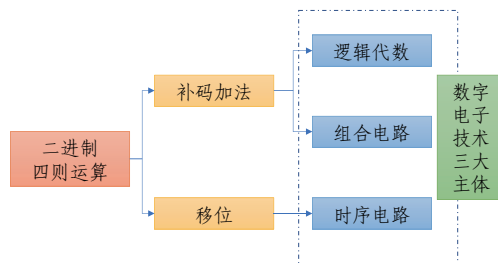 二进制
四则运算
补码加法
移位
逻辑代数
组合电路
时序电路
数字
电子
技术
三大
主体